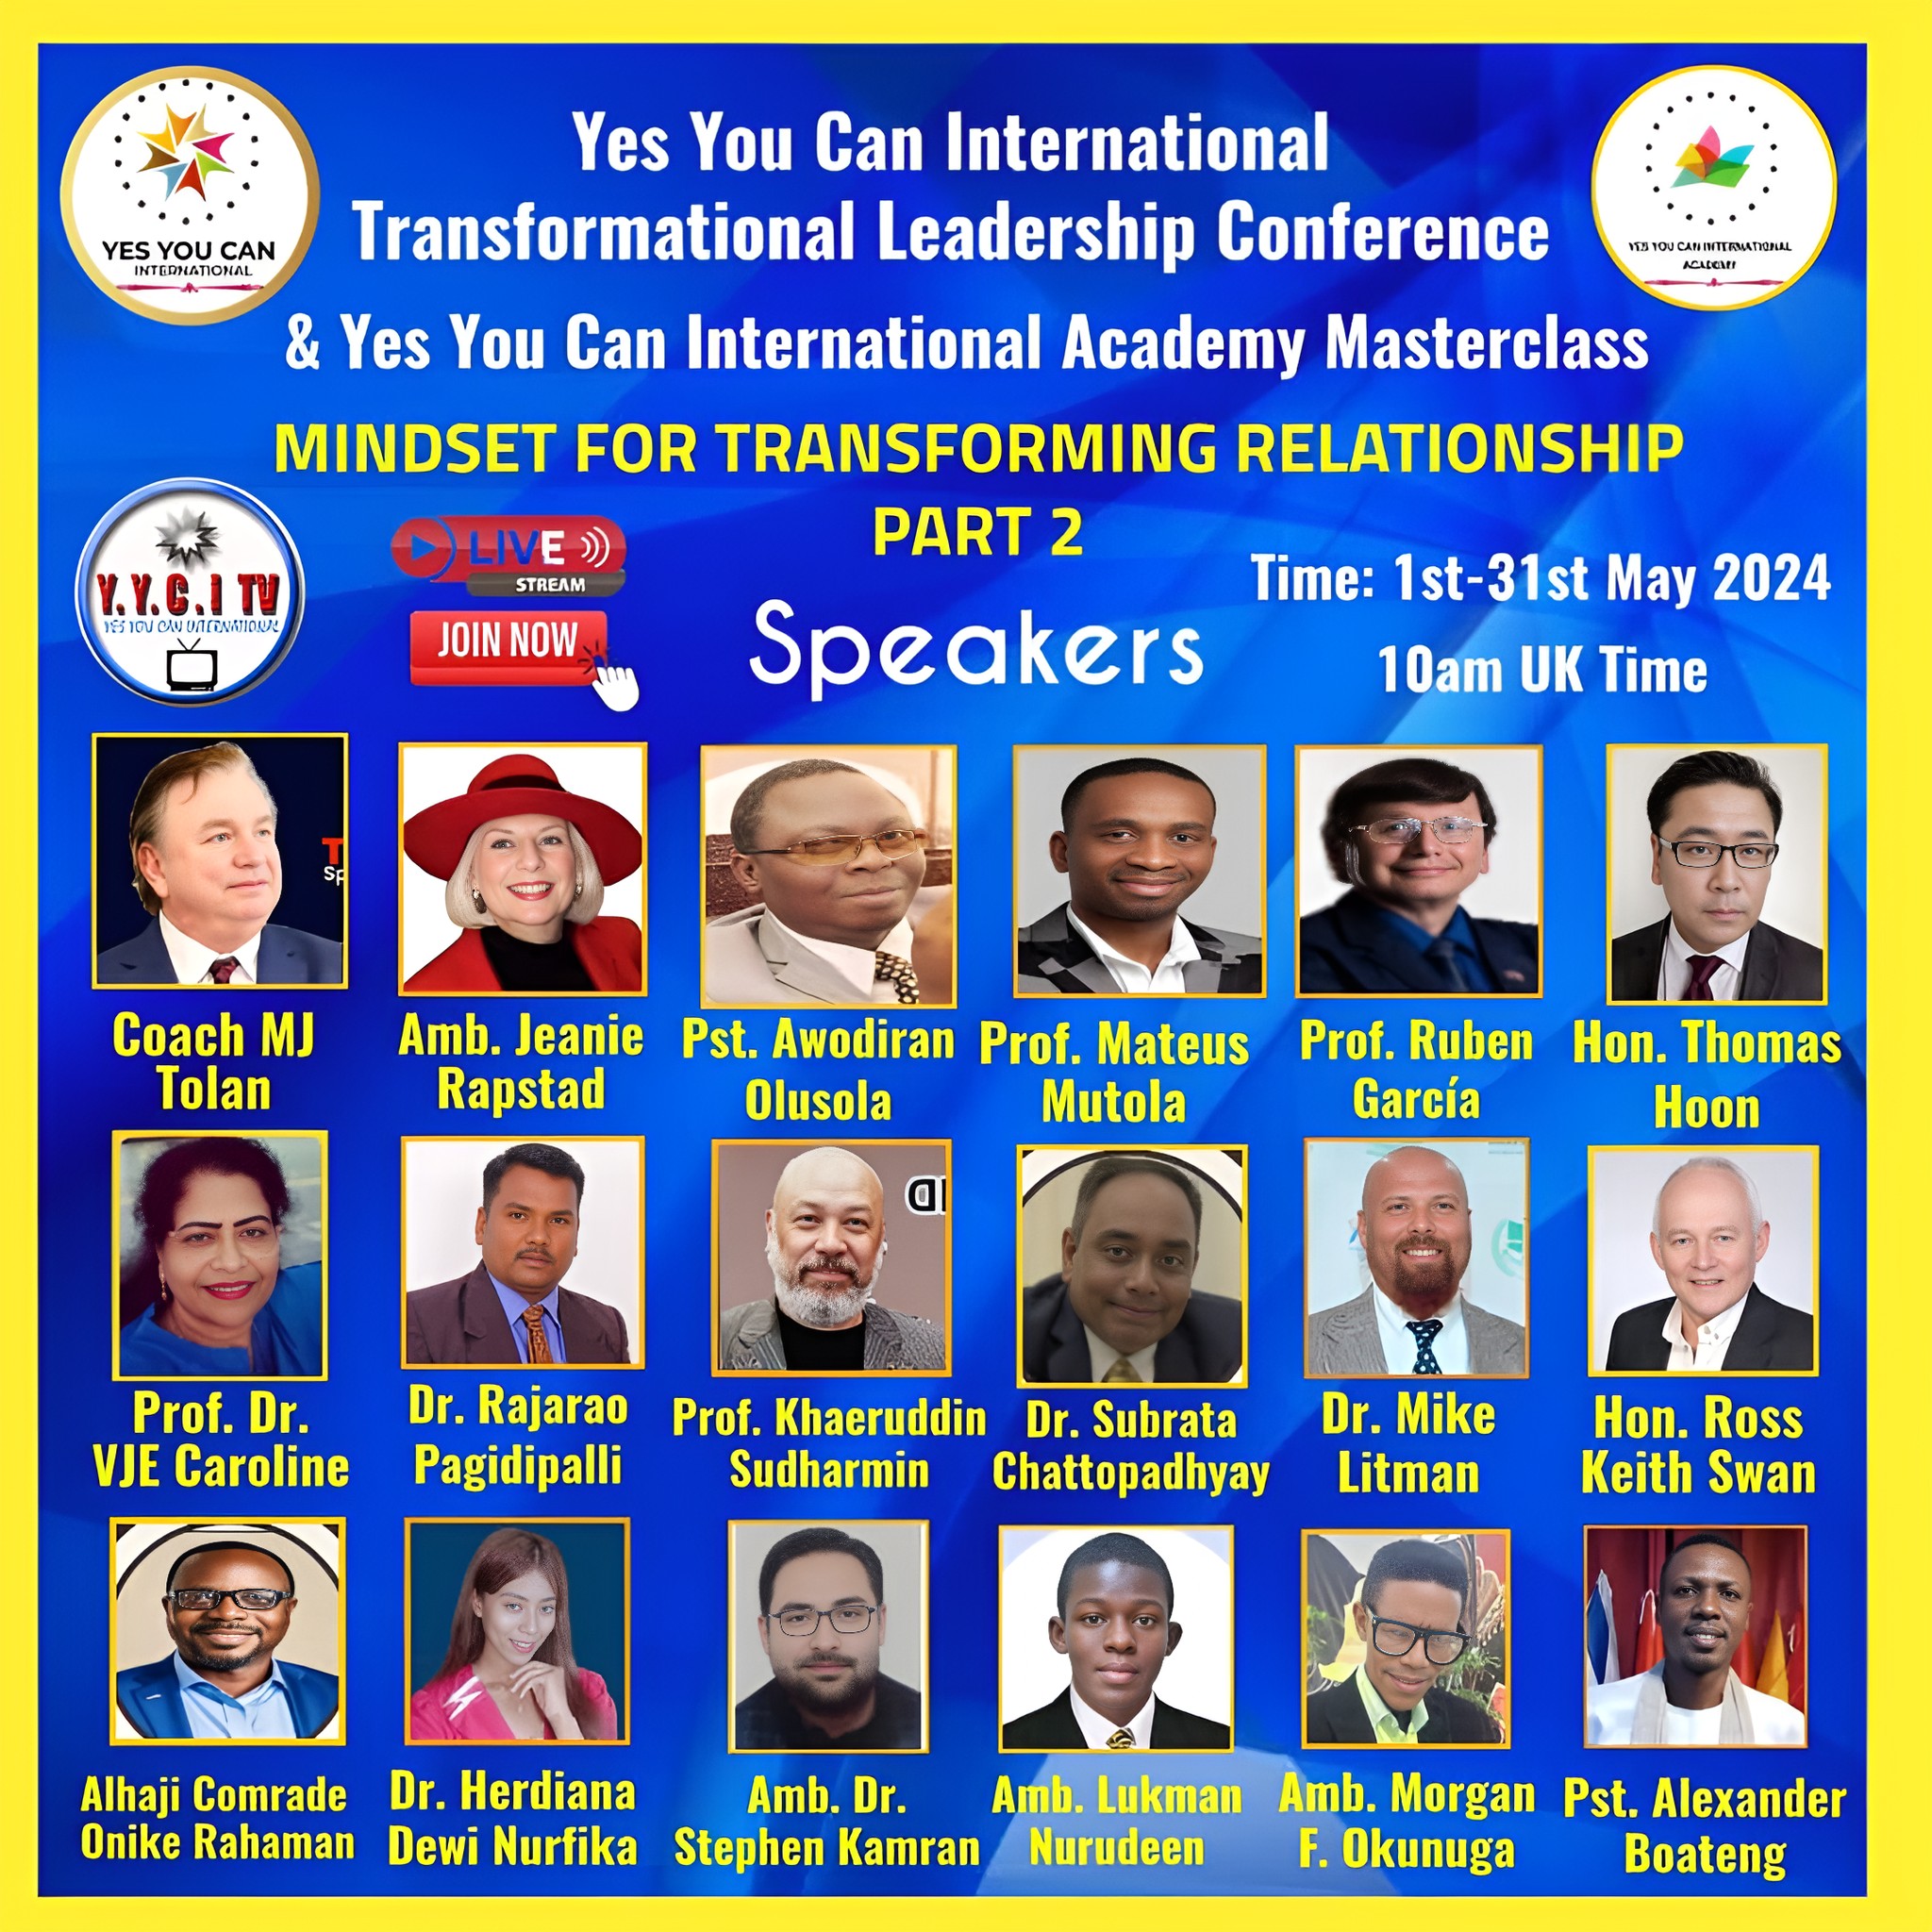 YES YOU CAN
INTERNATIONAL
Yes You Can International
Transformational Leadership Conference
& Yes You Can International Academy Masterclass
YES YOU CAN INTERNATIONAL
ACADEMY
MINDSET FOR TRANSFORMING RELATIONSHIP
PART 2
Y.Y.C.I TV
YES YOU CAN INTERNATIONAL
LIVE
STREAM
JOIN NOW
Speakers
Time: 1st-31st May 2024
10am UK Time
Coach MJ
Tolan
Amb. Jeanie
Rapstad
Pst. Awodiran
Olusola
Prof. Mateus
Mutola
Prof. Ruben
García
Hon. Thomas
Hoon
Prof. Dr.
VJE Caroline
Dr. Rajarao
Pagidipalli
Prof. Khaeruddin
Sudharmin
Dr. Subrata
Chattopadhyay
Dr. Mike
Litman
Hon. Ross
Keith Swan
Alhaji Comrade
Onike Rahaman
Dr. Herdiana
Dewi Nurfika
Amb. Dr.
Stephen Kamran
Amb. Lukman
Nurudeen
Amb. Morgan
F. Okunuga
Pst. Alexander
Boateng